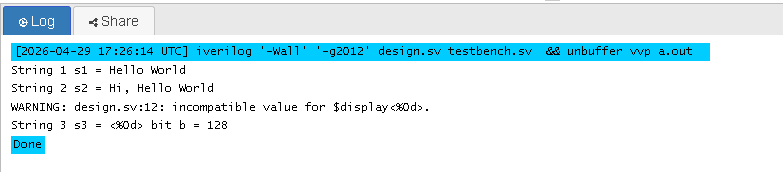 Log
Share
[2026-04-29 17:26:14 UTC] iverilog '-Wall' '-g2012' design.sv testbench.sv && unbuffer vvp a.out
String 1 s1 = Hello World
String 2 s2 = Hi, Hello World
WARNING: design.sv:12: incompatible value for $display<%0d>.
String 3 s3 = <%0d> bit b = 128
Done